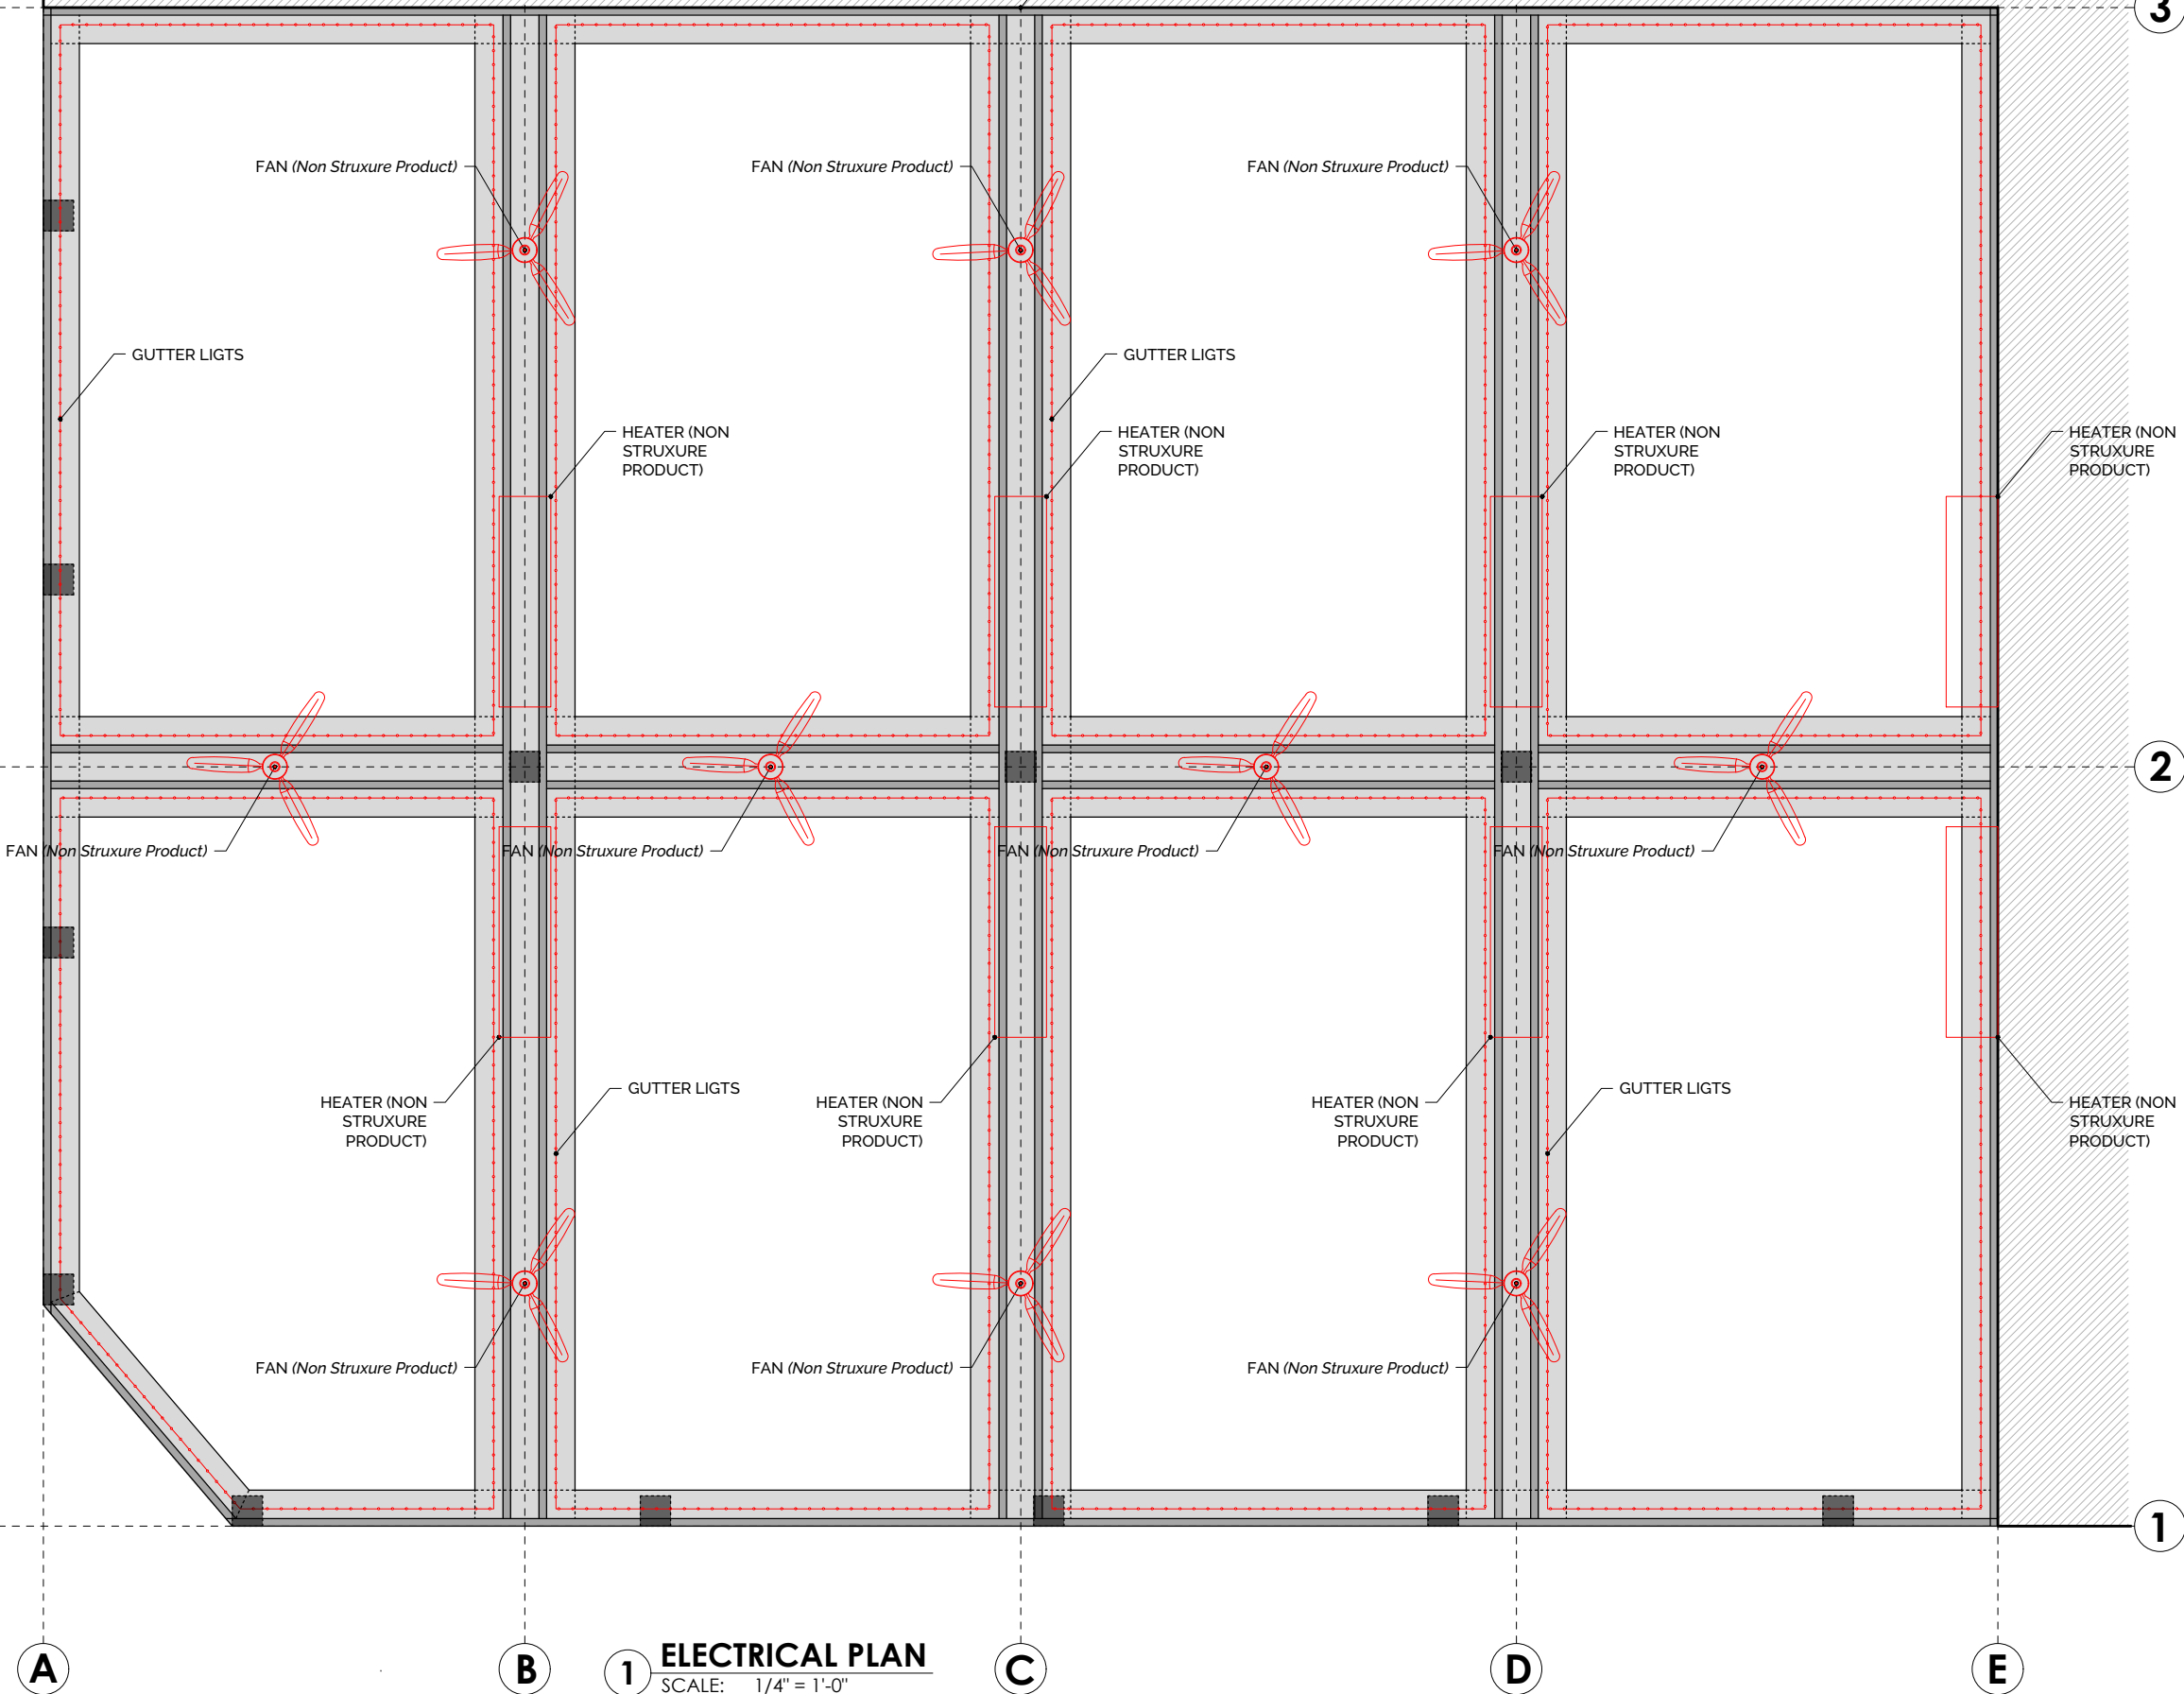 3
FAN (Non Struxure Product)
FAN (Non Struxure Product)
FAN (Non Struxure Product)
GUTTER LIGTS
GUTTER LIGTS
HEATER (NON
STRUXURE
PRODUCT)
HEATER (NON
STRUXURE
PRODUCT)
HEATER (NON
STRUXURE
PRODUCT)
HEATER (NON
STRUXURE
PRODUCT)
2
FAN (Non Struxure Product)
FAN (Non Struxure Product)
FAN (Non Struxure Product)
FAN (Non Struxure Product)
HEATER (NON
STRUXURE
PRODUCT)
GUTTER LIGTS
HEATER (NON
STRUXURE
PRODUCT)
HEATER (NON
STRUXURE
PRODUCT)
GUTTER LIGTS
HEATER (NON
STRUXURE
PRODUCT)
FAN (Non Struxure Product)
FAN (Non Struxure Product)
FAN (Non Struxure Product)
1
A
B
1 ELECTRICAL PLAN
SCALE: 1/4" = 1'-0"
C
D
E